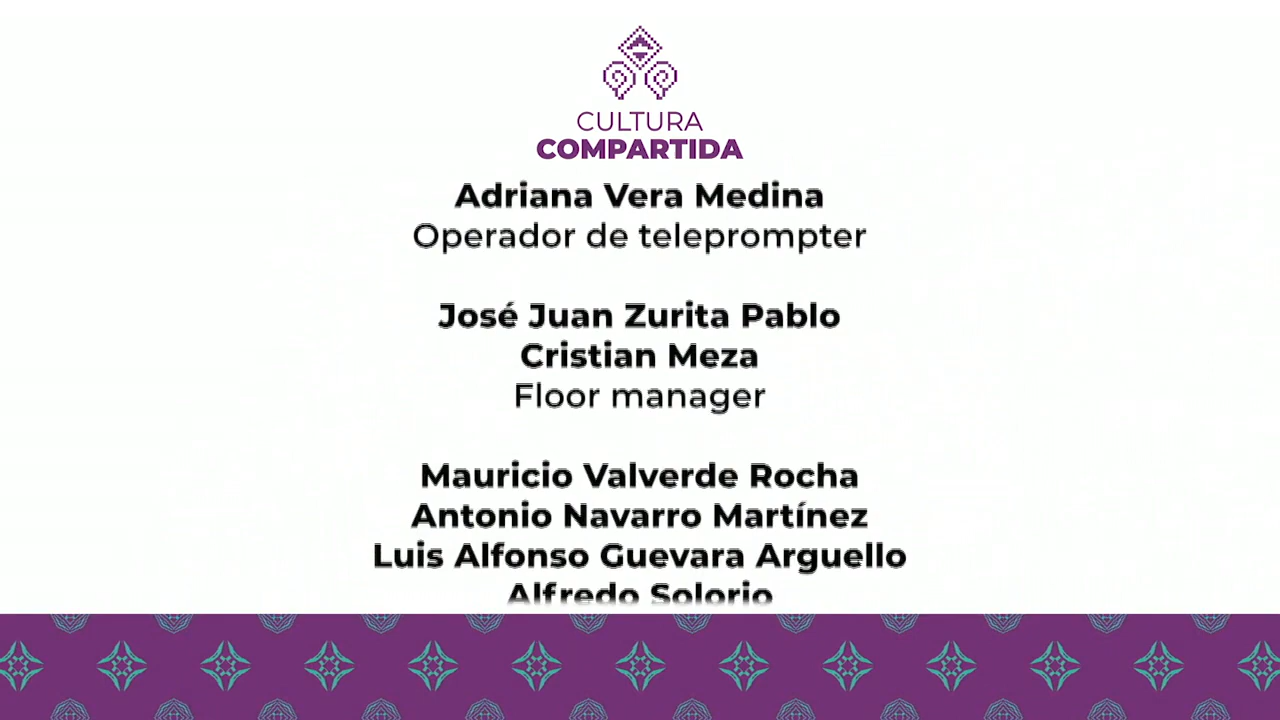 CULTURA
COMPARTIDA
Adriana Vera Medina
Operador de teleprompter
José Juan Zurita Pablo
Cristian Meza
Floor manager
Mauricio Valverde Rocha
Antonio Navarro Martínez
Luis Alfonso Guevara Arguello
Alfredo Solorio